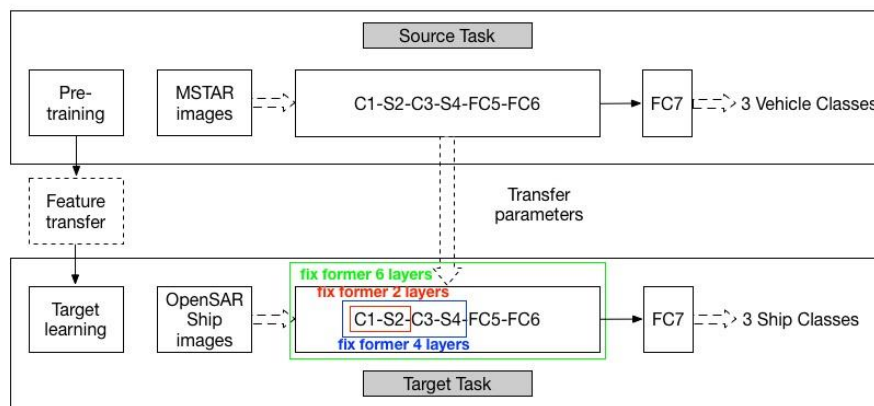 Source Task
Pre-
training
MSTAR
images
C1-S2-C3-S4-FC5-FC6
FC7
3 Vehicle Classes
Feature
transfer
Transfer
parameters
fix former 6 layers
fix former 2 layers
Target
learning
OpenSAR
Ship
images
C1-S2-C3-S4-FC5-FC6
FC7
3 Ship Classes
fix former 4 layers
Target Task